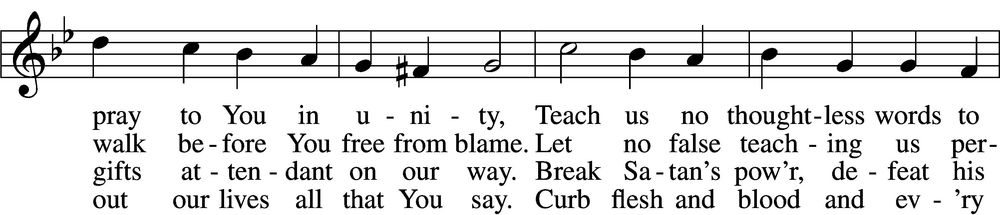 pray to You in u - ni - ty, Teach us no thought - less words to
walk be - fore You free from blame. Let no false teach - ing us per -
gifts at - ten - dant on our way. Break Sa - tan's pow'r, de - feat his
out our lives all that You say. Curb flesh and blood and ev - 'ry